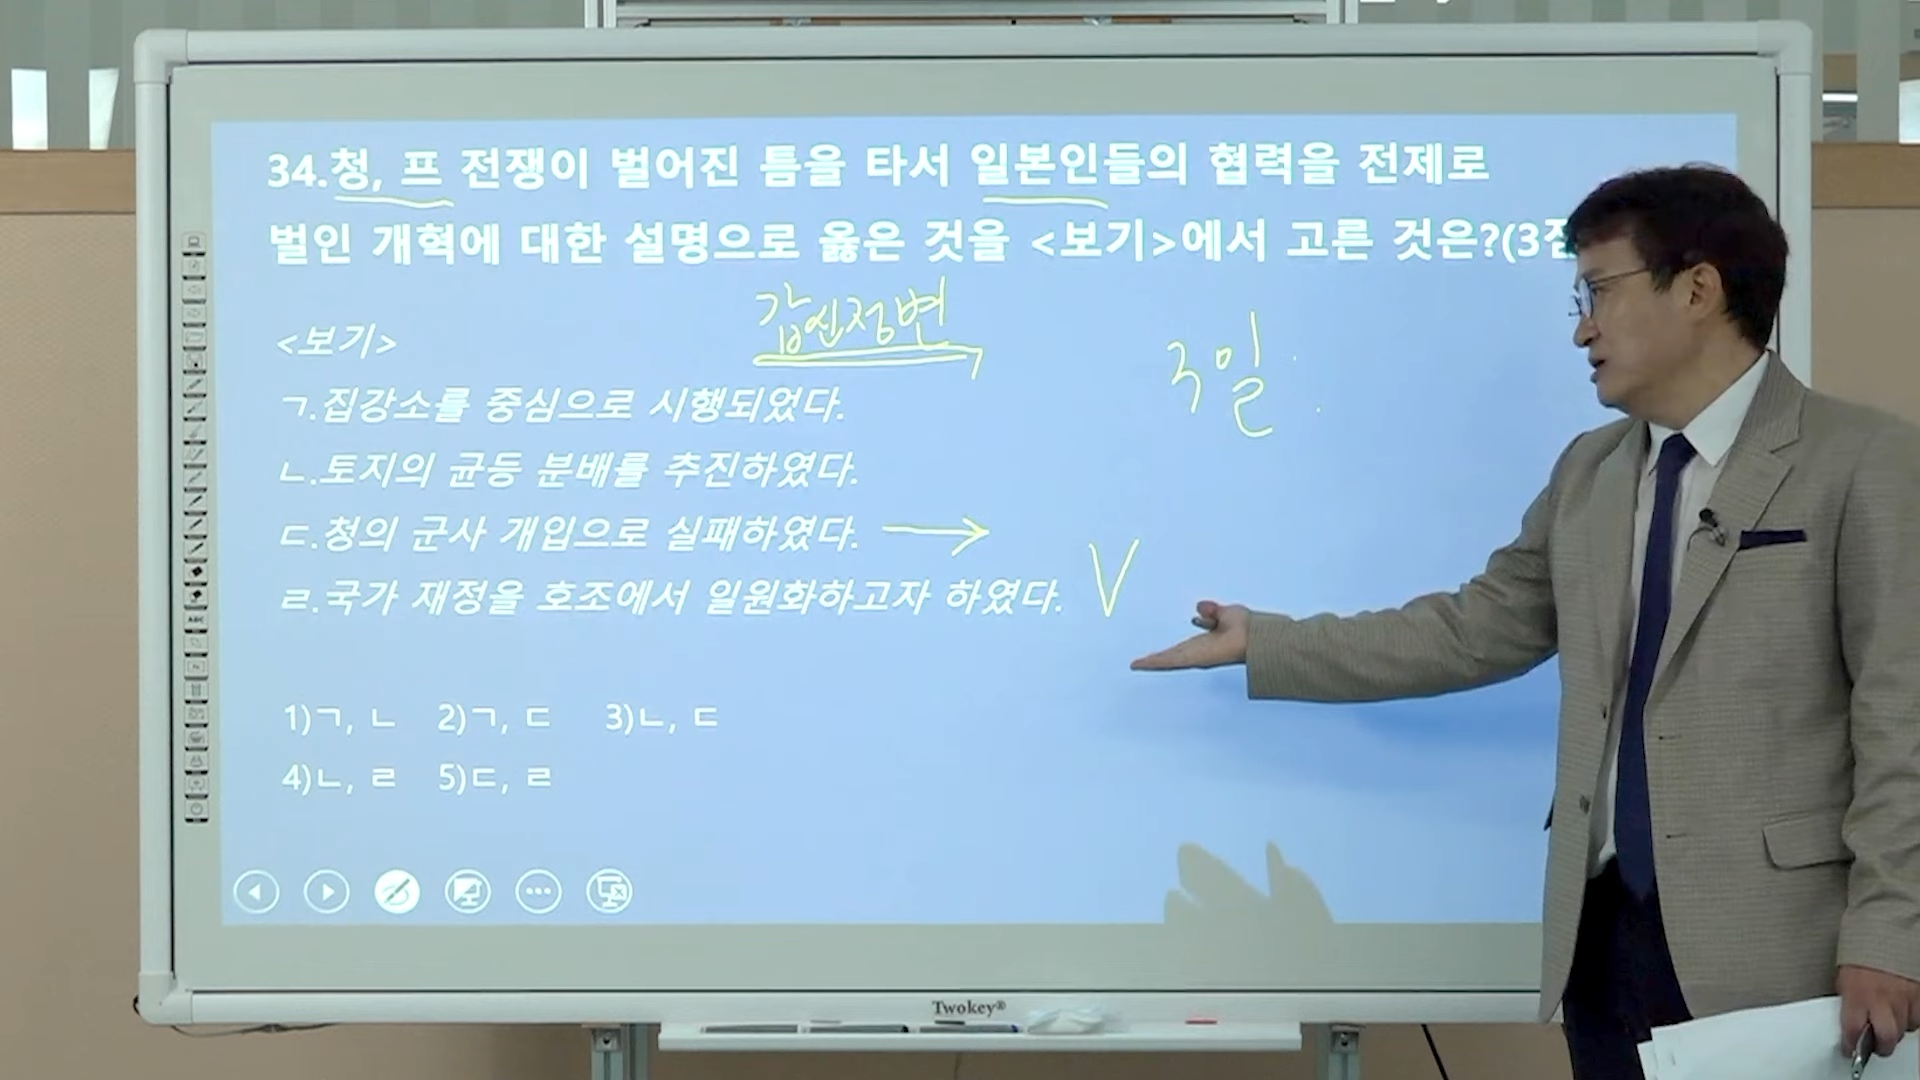 34.청, 프 전쟁이 벌어진 틈을 타서 일본인들의 협력을 전제로
벌인 개혁에 대한 설명으로 옳은 것을 <보기>에서 고른 것은?(3점
갑신정변
3일
<보기>
ㄱ.집강소를 중심으로 시행되었다.
ㄴ.토지의 균등 분배를 추진하였다.
ㄷ.청의 군사 개입으로 실패하였다. →
ㄹ.국가 재정을 호조에서 일원화하고자 하였다. V
1)ㄱ, ㄴ 2)ㄱ, ㄷ 3)ㄴ, ㄷ
4)ㄴ, ㄹ 5)ㄷ, ㄹ
Twokey®